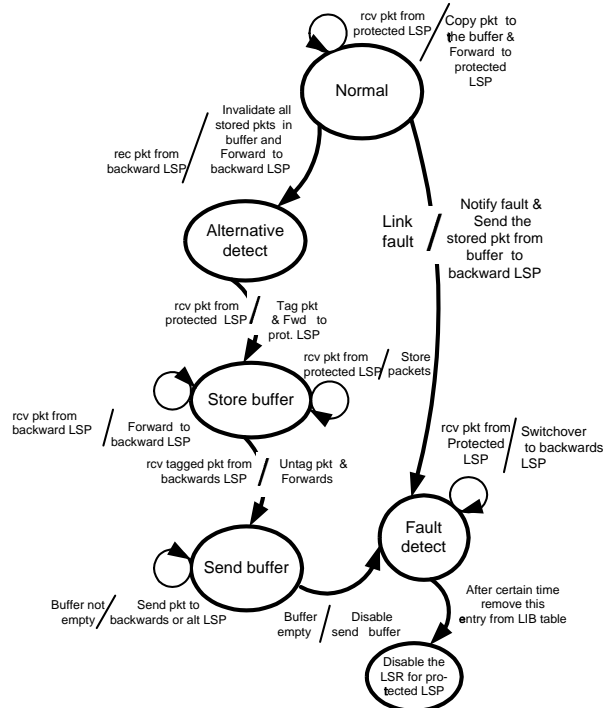 rcv pkt from
protected LSP
Copy pkt to
the buffer &
Forward to
protected
LSP
Normal
Invalidate all
stored pkts in
buffer and
Forward to
backward LSP
rec pkt from
backward LSP
Link
fault
Notify fault &
Send the
stored pkt from
buffer to
backward LSP
Alternative
detect
rcv pkt from
protected LSP
Tag pkt
& Fwd to
prot. LSP
rcv pkt from
protected LSP
Store
packets
Store buffer
rcv pkt from
backward LSP
Forward to
backward LSP
rcv tagged pkt from
backwards LSP
Untag pkt &
Forwards
rcv pkt from
Protected
LSP
Switchover
to backwards
LSP
Fault
detect
Send buffer
Buffer not
empty
Send pkt to
backwards or alt LSP
Buffer
empty
Disable
send buffer
After certain time
remove this
entry from LIB table
Disable the
LSR for pro-
tected LSP